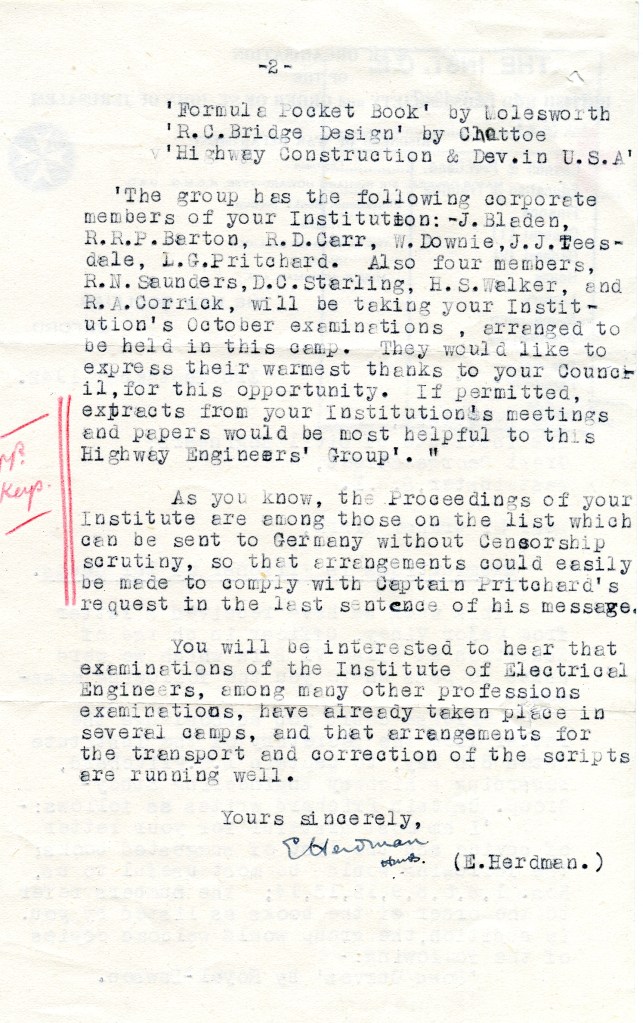 -2-
'Formula Pocket Book' by Molesworth
'R.C.Bridge Design' by Chettoe
'Highway Construction & Dev.in U.S.A'
'The group has the following corporate
members of your Institution:-J.Bladen,
R.R.P.Barton, R.D.Carr, W.Downie,J.J.Tees-
dale, L.G.Pritchard. Also four members,
R.N.Saunders,D.C.Starling, H.S.Walker, and
R.A.Corrick, will be taking your Instit-
ution's October examinations , arranged to
be held in this camp. They would like to
express their warmest thanks to your Counc-
il,for this opportunity. If permitted,
extracts from your Institution's meetings
and papers would be most helpful to this
Highway Engineers' Group'. "
As you know, the Proceedings of your
Institute are among those on the list which
can be sent to Germany without Censorship
scrutiny, so that arrangements could easily
be made to comply with Captain Pritchard's
request in the last sentence of his message.
You will be interested to hear that
examinations of the Institute of Electrical
Engineers, among many other professions
examinations, have already taken place in
several camps, and that arrangements for
the transport and correction of the scripts
are running well.
Yours sincerely,
E Herdman
(E.Herdman.)